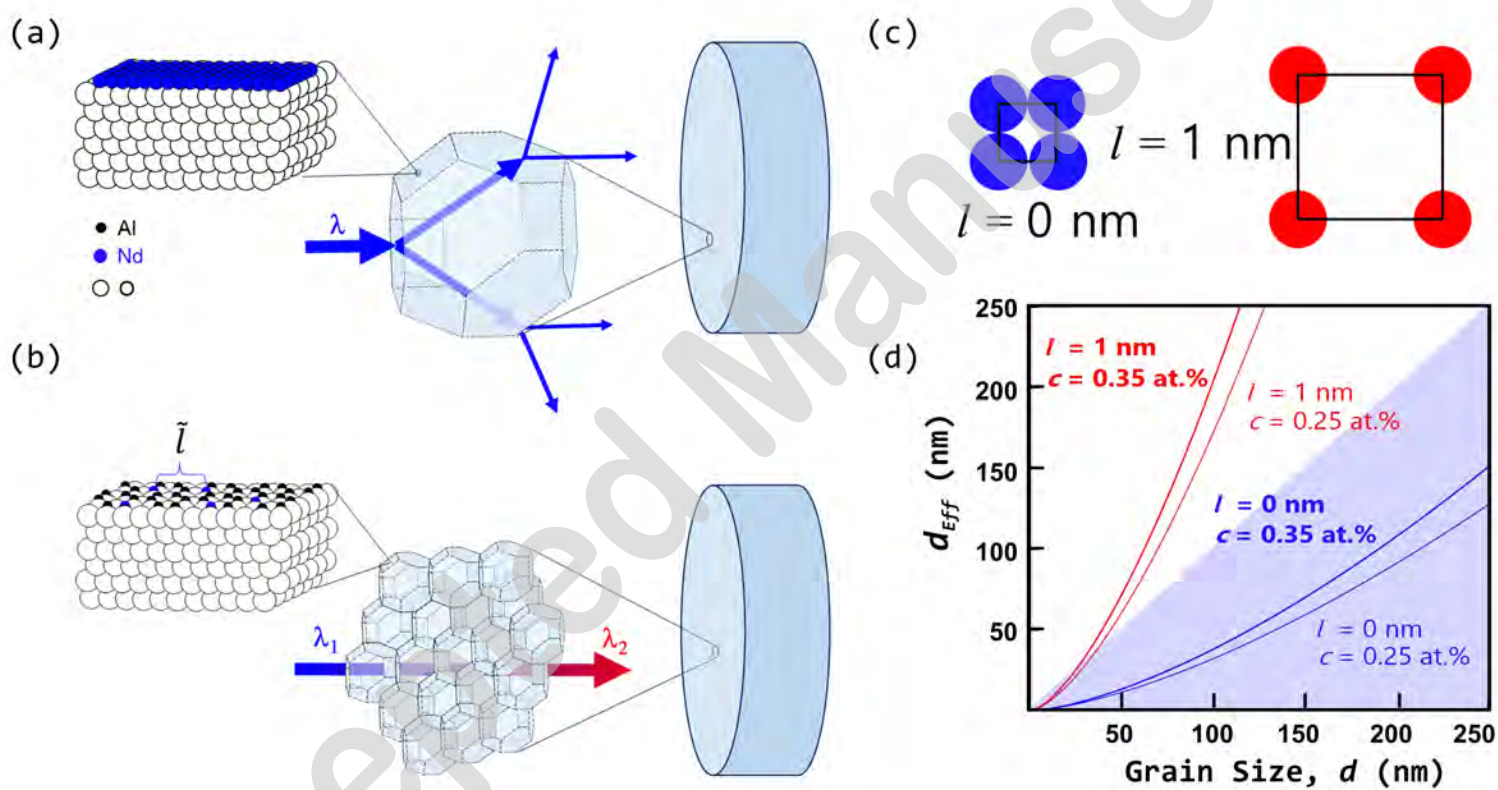 (a)
Al
Nd
O
λ
(b)
l̃
λ₁
λ₂
(c)
l = 1 nm
l = 0 nm
(d)
250
200
150
100
50
d_Eff (nm)
l = 1 nm
c = 0.35 at.%
l = 1 nm
c = 0.25 at.%
l = 0 nm
c = 0.35 at.%
l = 0 nm
c = 0.25 at.%
50
100
150
200
250
Grain Size, d (nm)
epted Manusc